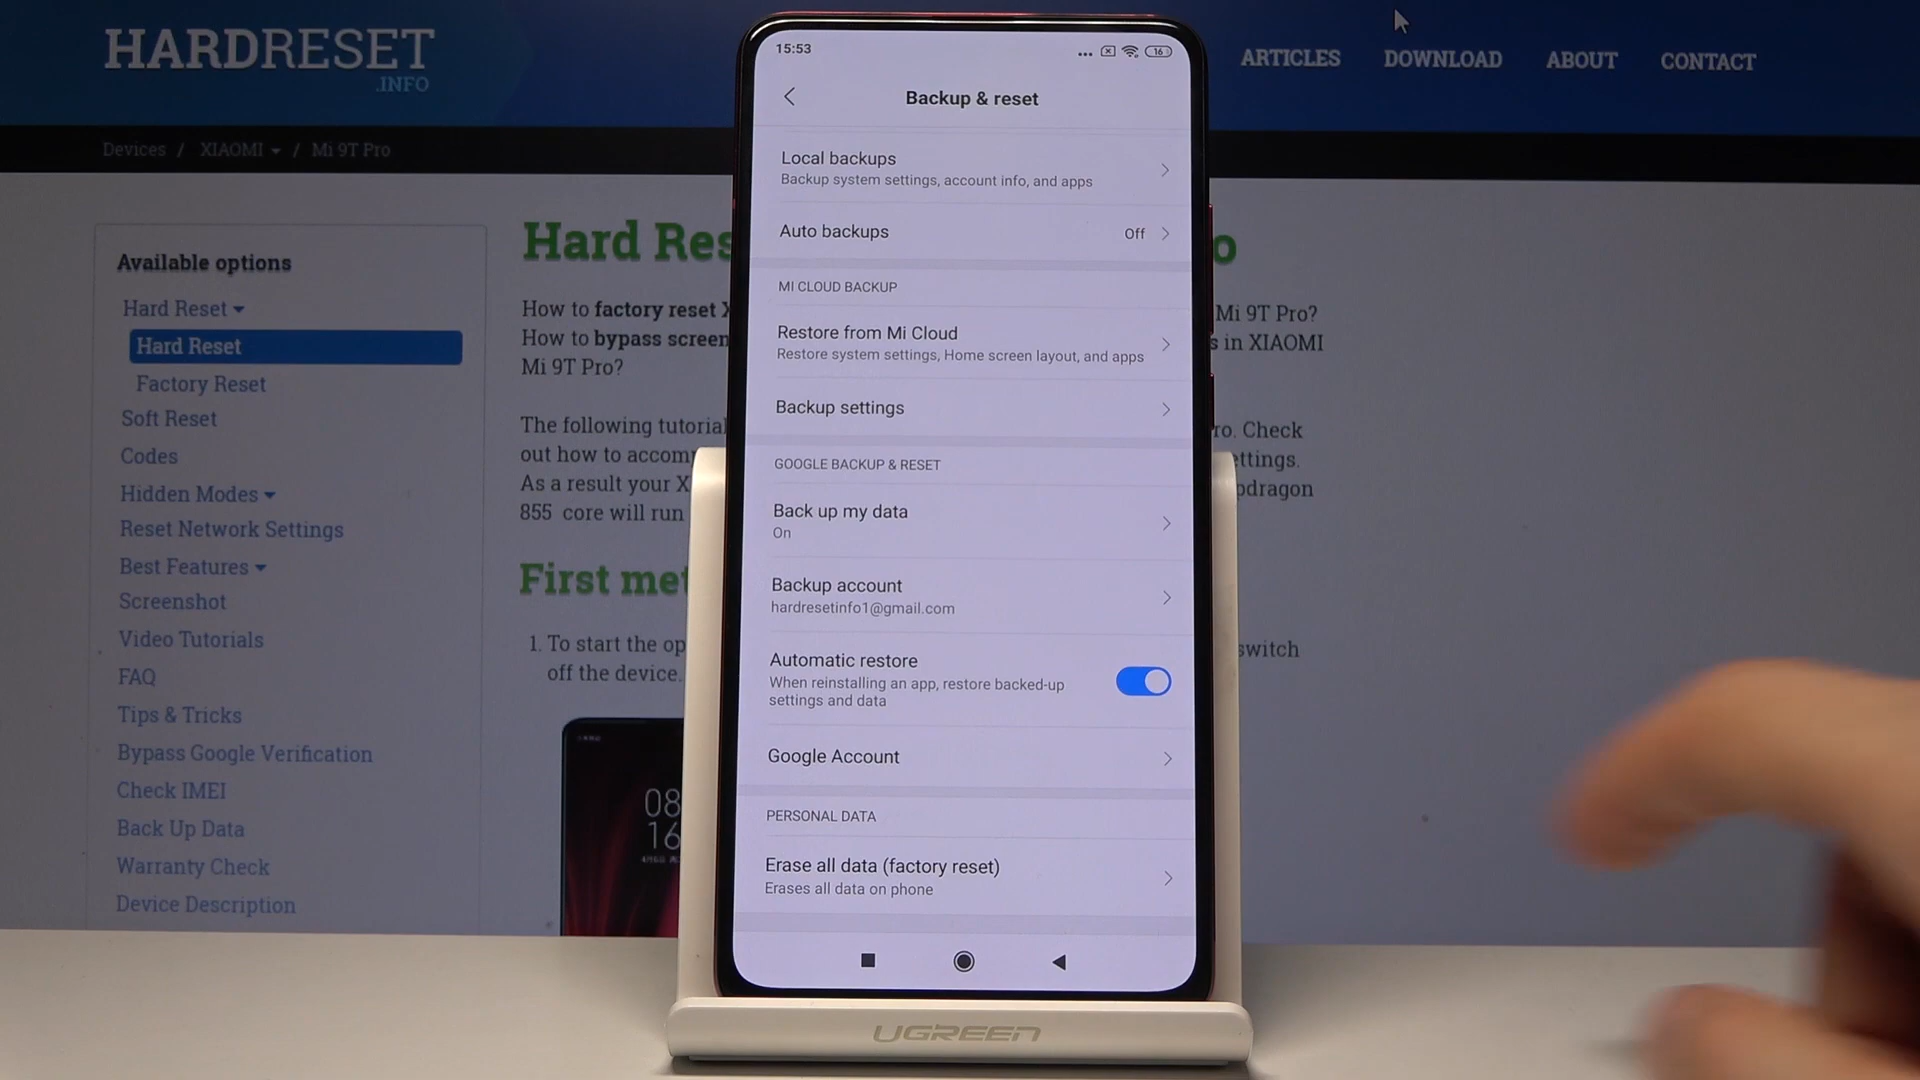 HARDRESET
.INFO
ARTICLES
DOWNLOAD
ABOUT
CONTACT
Devices / XIAOMI / Mi 9T Pro
Available options
Hard Reset
Hard Reset
Factory Reset
Soft Reset
Codes
Hidden Modes
Reset Network Settings
Best Features
Screenshot
Video Tutorials
FAQ
Tips & Tricks
Bypass Google Verification
Check IMEI
Back Up Data
Warranty Check
Device Description
Hard Res
o
How to factory reset X
Mi 9T Pro?
How to bypass screen
s in XIAOMI
Mi 9T Pro?
The following tutorial
ro. Check
out how to accom
ttings.
As a result your X
pdragon
855 core will run
First met
1. To start the op
switch
off the device.
08
16
15:53
16
Backup & reset
Local backups
Backup system settings, account info, and apps
Auto backups
Off
MI CLOUD BACKUP
Restore from Mi Cloud
Restore system settings, Home screen layout, and apps
Backup settings
GOOGLE BACKUP & RESET
Back up my data
On
Backup account
hardresetinfo1@gmail.com
Automatic restore
When reinstalling an app, restore backed-up
settings and data
Google Account
PERSONAL DATA
Erase all data (factory reset)
Erases all data on phone
UGREEN